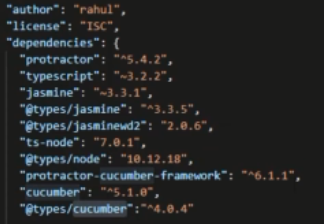 "author": "rahul",
"license": "ISC",
"dependencies": {
"protractor": "^5.4.2",
"typescript": "~3.2.2",
"jasmine": "~3.3.1",
"@types/jasmine": "^3.3.5",
"@types/jasminewd2": "2.0.6",
"ts-node": "7.0.1",
"@types/node": "10.12.18",
"protractor-cucumber-framework": "^6.1.1",
"cucumber": "^5.1.0",
"@types/cucumber":"^4.0.4"